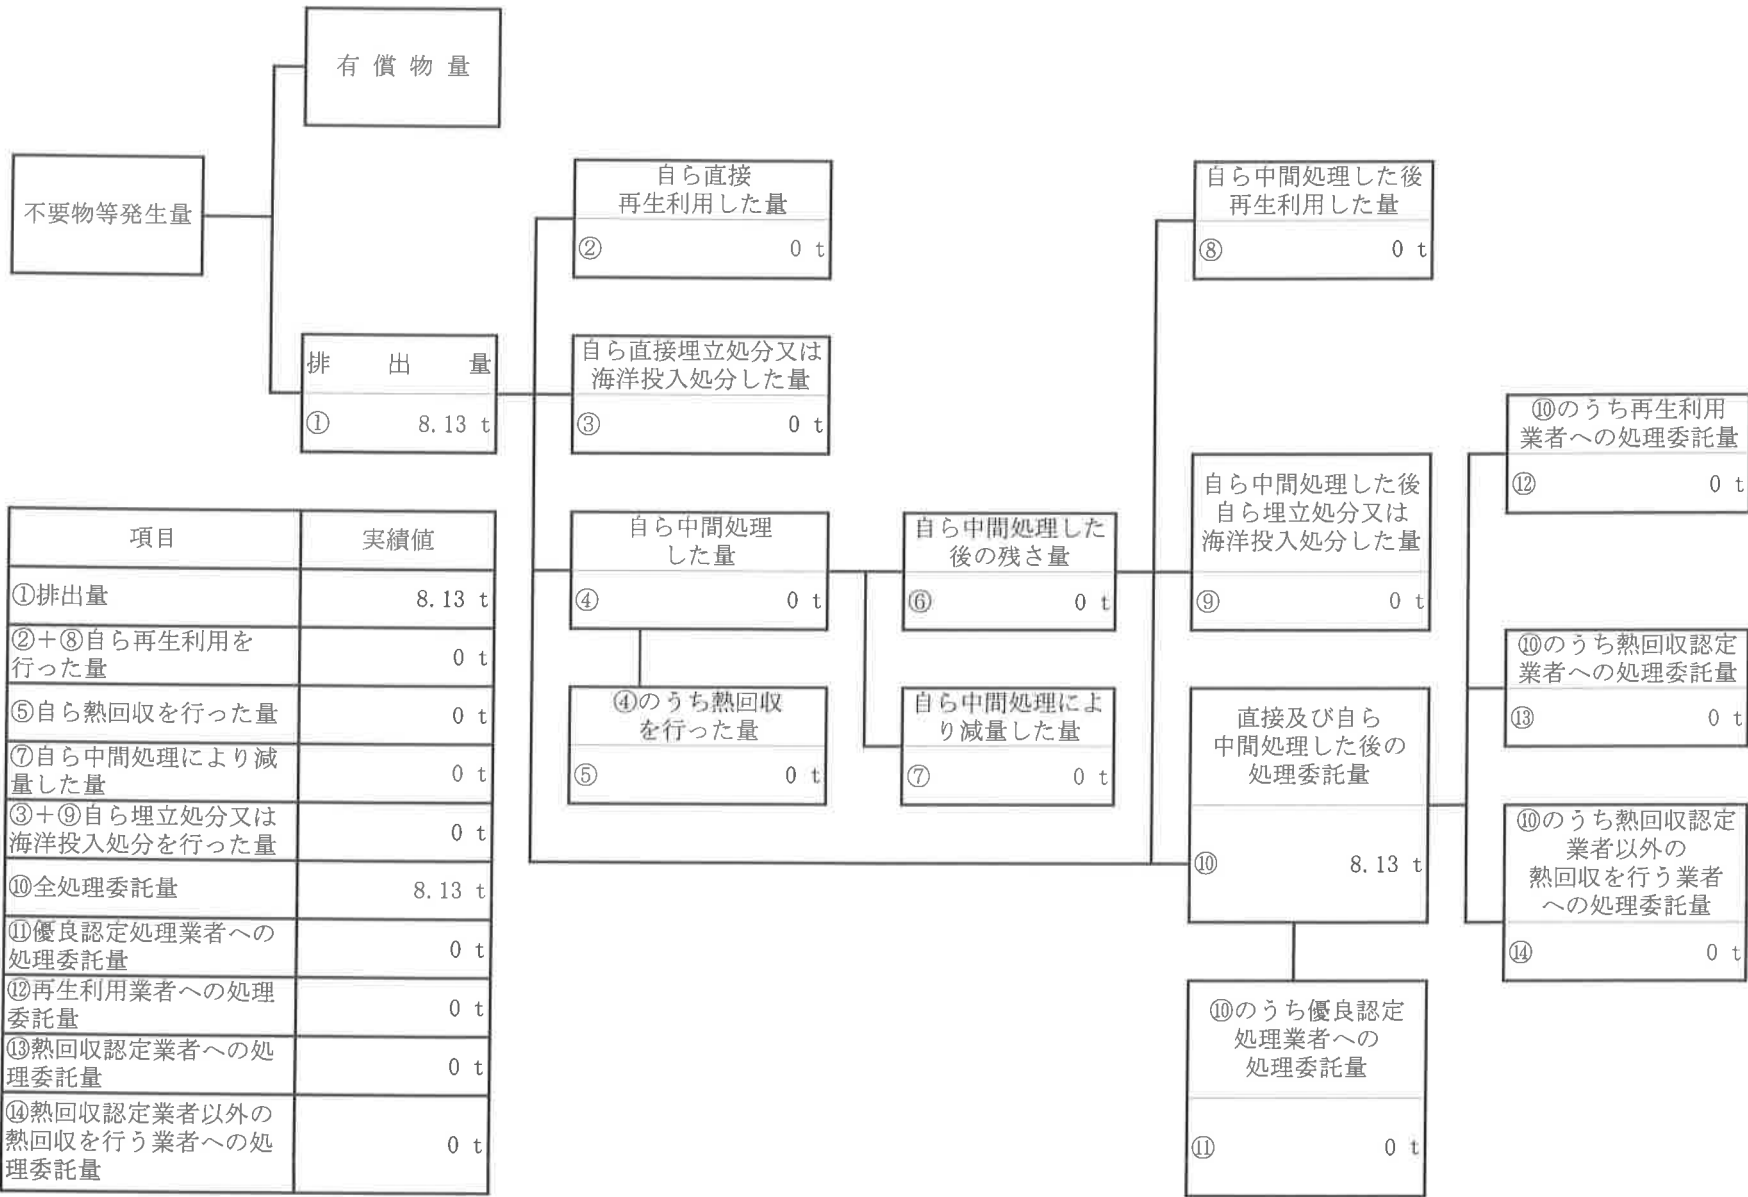 有償物量
不要物等発生量
排出量
① 8.13 t
自ら直接
再生利用した量
② 0 t
自ら直接埋立処分又は
海洋投入処分した量
③ 0 t
自ら中間処理
した量
④ 0 t
④のうち熱回収
を行った量
⑤ 0 t
自ら中間処理した
後の残さ量
⑥ 0 t
自ら中間処理によ
り減量した量
⑦ 0 t
自ら中間処理した後
再生利用した量
⑧ 0 t
自ら中間処理した後
自ら埋立処分又は
海洋投入処分した量
⑨ 0 t
直接及び自ら
中間処理した後の
処理委託量
⑩ 8.13 t
⑩のうち優良認定
処理業者への
処理委託量
⑪ 0 t
⑩のうち再生利用
業者への処理委託量
⑫ 0 t
⑩のうち熱回収認定
業者への処理委託量
⑬ 0 t
⑩のうち熱回収認定
業者以外の
熱回収を行う業者
への処理委託量
⑭ 0 t
項目 実績値
①排出量 8.13 t
②+⑧自ら再生利用を
行った量 0 t
⑤自ら熱回収を行った量 0 t
⑦自ら中間処理により減
量した量 0 t
③+⑨自ら埋立処分又は
海洋投入処分を行った量 0 t
⑩全処理委託量 8.13 t
⑪優良認定処理業者への
処理委託量 0 t
⑫再生利用業者への処理
委託量 0 t
⑬熱回収認定業者への処
理委託量 0 t
⑭熱回収認定業者以外の
熱回収を行う業者への処
理委託量 0 t